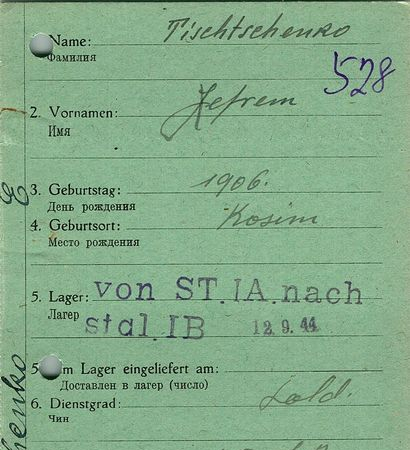 Name: Tischtschenko
Фамилия
528
2. Vornamen: Jefrem
Имя
3. Geburtstag: 1906.
День рождения
4. Geburtsort: Kosim
Место рождения
5. Lager: von ST.IA.nach
Лагер
stal.IB 12.9.44
5 m Lager eingeliefert am:
Доставлен в лагер (число)
6. Dienstgrad: Sold.
Чин